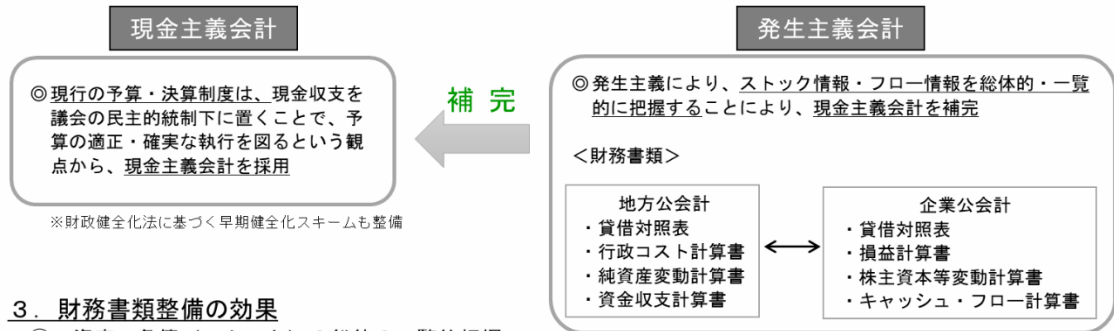 現金主義会計
◎現行の予算・決算制度は、現金収支を
議会の民主的統制下に置くことで、予
算の適正・確実な執行を図るという観
点から、現金主義会計を採用
※財政健全化法に基づく早期健全化スキームも整備
補 完
発生主義会計
◎発生主義により、ストック情報・フロー情報を総体的・一覧
的に把握することにより、現金主義会計を補完
＜財務書類＞
地方公会計
・貸借対照表
・行政コスト計算書
・純資産変動計算書
・資金収支計算書
企業公会計
・貸借対照表
・損益計算書
・株主資本等変動計算書
・キャッシュ・フロー計算書
３．財務書類整備の効果